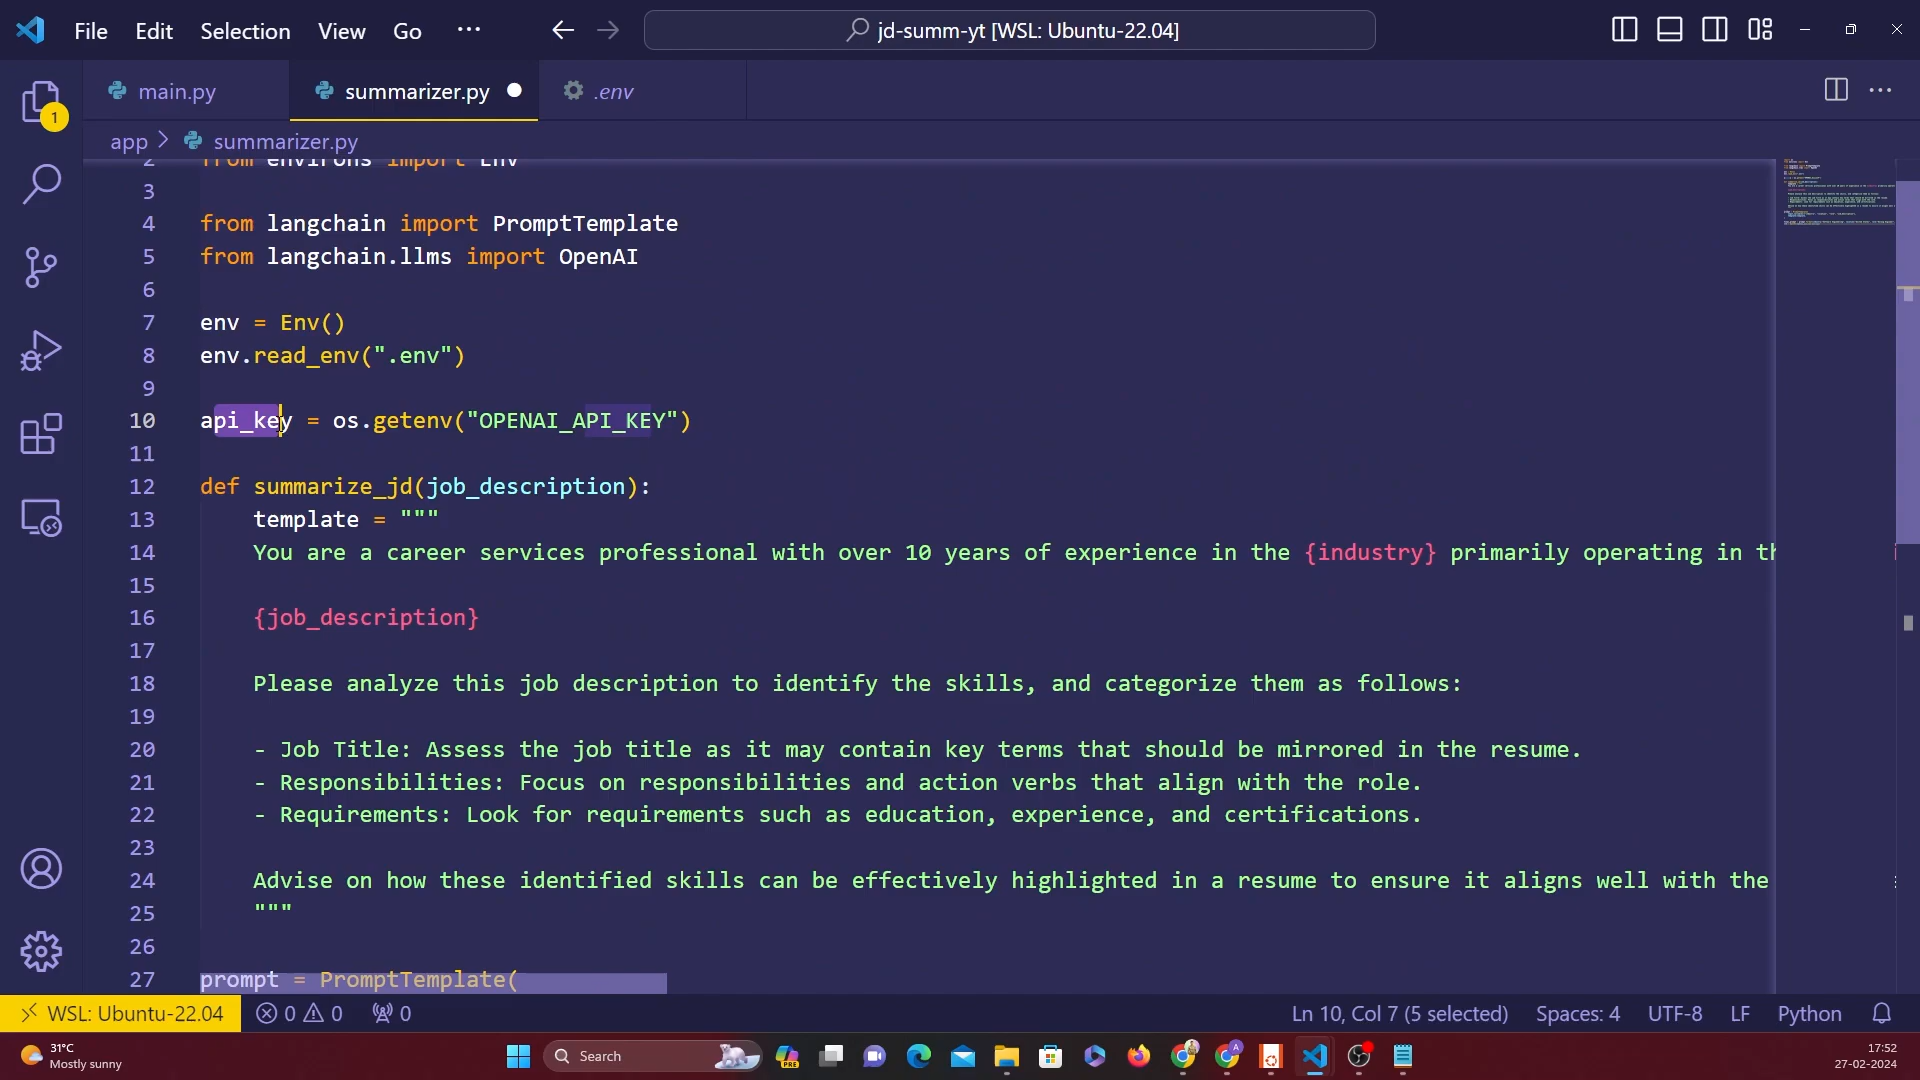 File Edit Selection View Go ···
jd-summ-yt [WSL: Ubuntu-22.04]
1
main.py
summarizer.py
.env
app > summarizer.py
2 from environs import Env
3
4 from langchain import PromptTemplate
5 from langchain.llms import OpenAI
6
7 env = Env()
8 env.read_env(".env")
9
10 api_key = os.getenv("OPENAI_API_KEY")
11
12 def summarize_jd(job_description):
13 template = """
14 You are a career services professional with over 10 years of experience in the {industry} primarily operating in th
15
16 {job_description}
17
18 Please analyze this job description to identify the skills, and categorize them as follows:
19
20 - Job Title: Assess the job title as it may contain key terms that should be mirrored in the resume.
21 - Responsibilities: Focus on responsibilities and action verbs that align with the role.
22 - Requirements: Look for requirements such as education, experience, and certifications.
23
24 Advise on how these identified skills can be effectively highlighted in a resume to ensure it aligns well with the
25 """
26
27 prompt = PromptTemplate(
WSL: Ubuntu-22.04 0 0 0 Ln 10, Col 7 (5 selected) Spaces: 4 UTF-8 LF Python
31°C
Mostly sunny
Search
PRE
A
17:52
27-02-2024